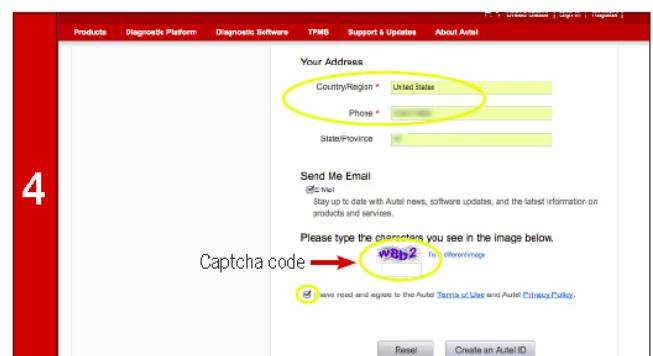 United States | Sign In | Register |
Products Diagnostic Platform Diagnostic Software TPMS Support & Updates About Autel
Your Address
Country/Region * United States
Phone *
State/Province
4
Send Me Email
E-Mail
Stay up to date with Autel news, software updates, and the latest information on
products and services.
Please type the characters you see in the image below.
Captcha code
wBb2 Try different image
I have read and agree to the Autel Terms of Use and Autel Privacy Policy.
Reset Create an Autel ID